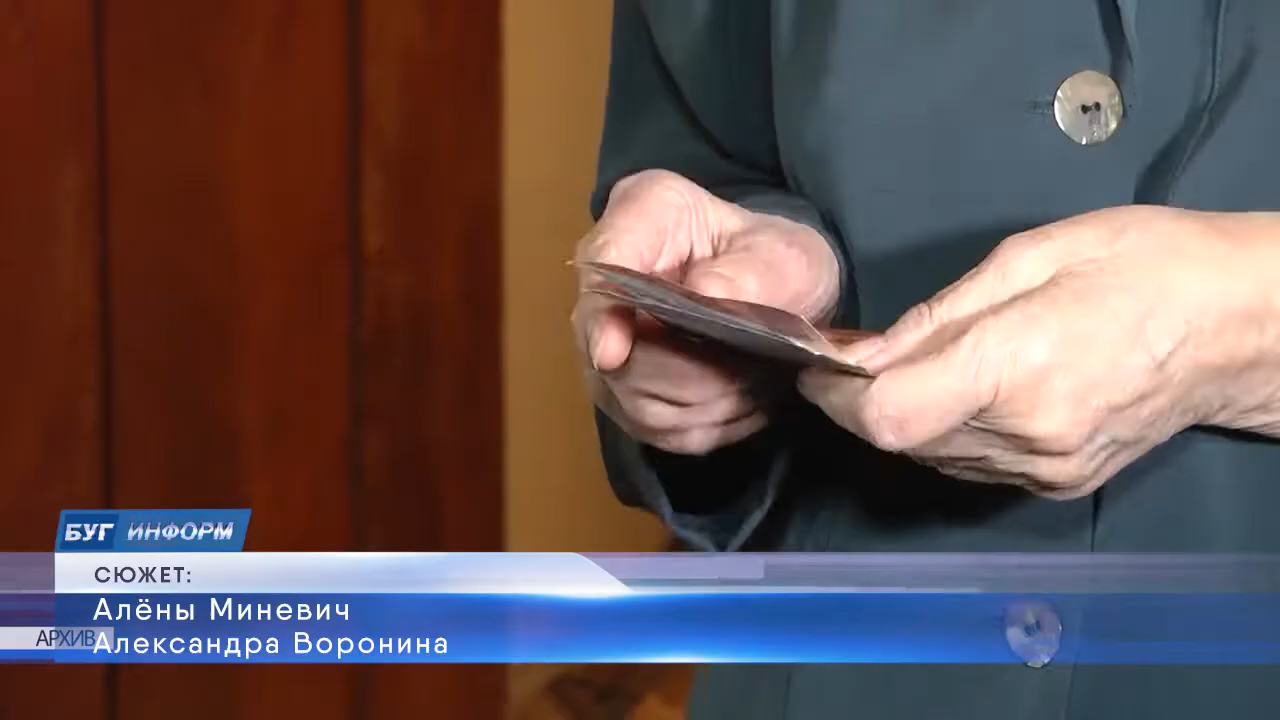 БУГ ИНФОРМ
СЮЖЕТ:
Алёны Миневич
АРХИВ
Александра Воронина